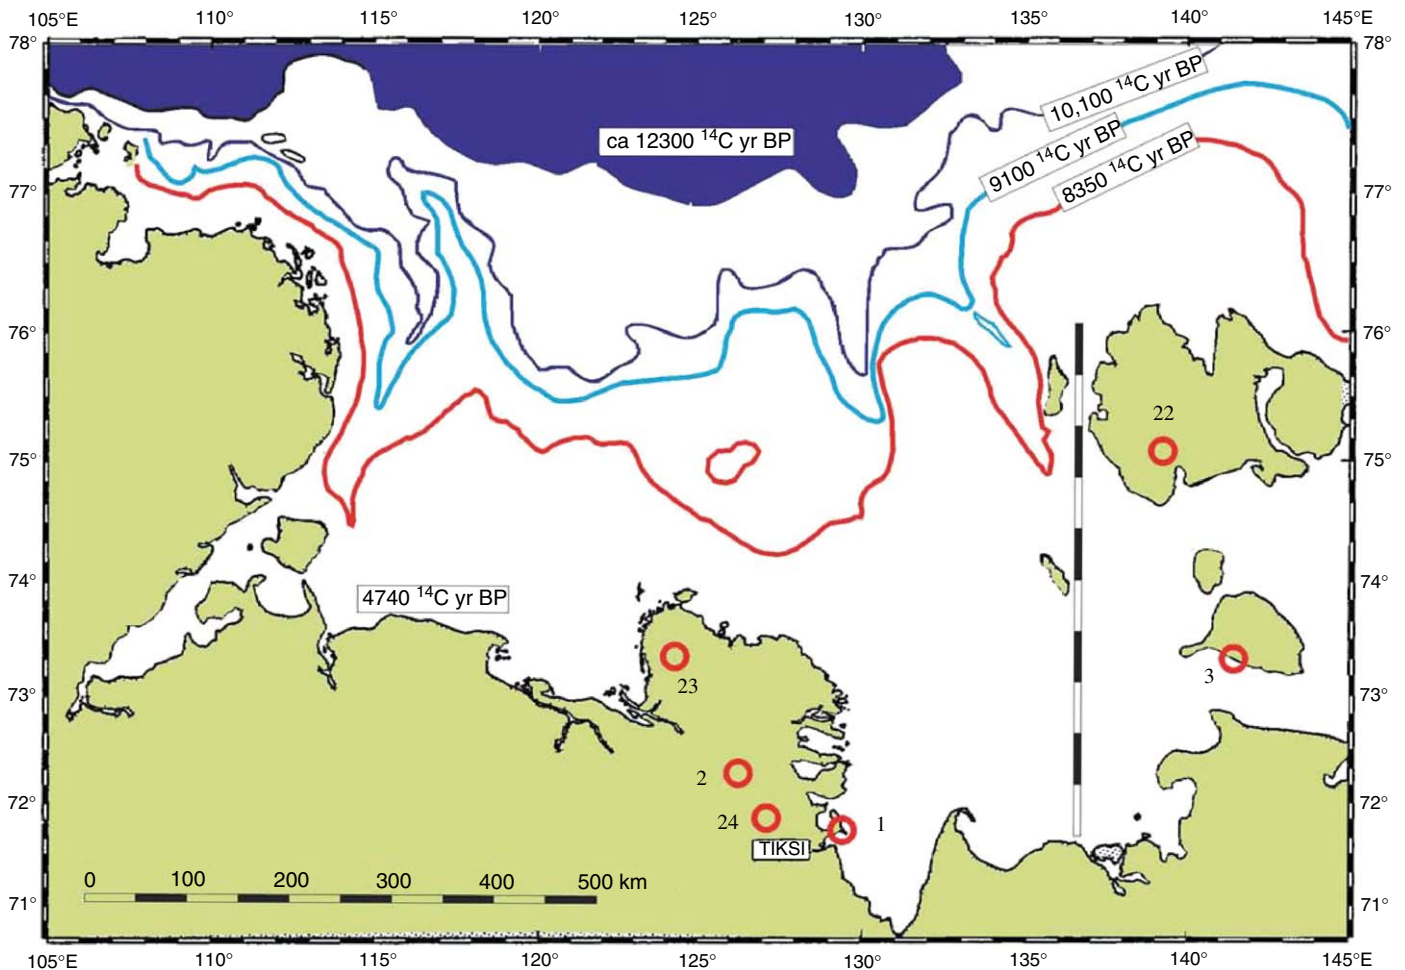 105°E 110° 115° 120° 125° 130° 135° 140° 145°E
78° 78°
10,100 ¹⁴C yr BP
ca 12300 ¹⁴C yr BP
9100 ¹⁴C yr BP
8350 ¹⁴C yr BP
77° 77°
76° 76°
22
75° 75°
74° 74°
4740 ¹⁴C yr BP
3
23
73° 73°
2
72° 72°
24 1
TIKSI
0 100 200 300 400 500 km
71° 71°
105°E 110° 115° 120° 125° 130° 135° 140° 145°E